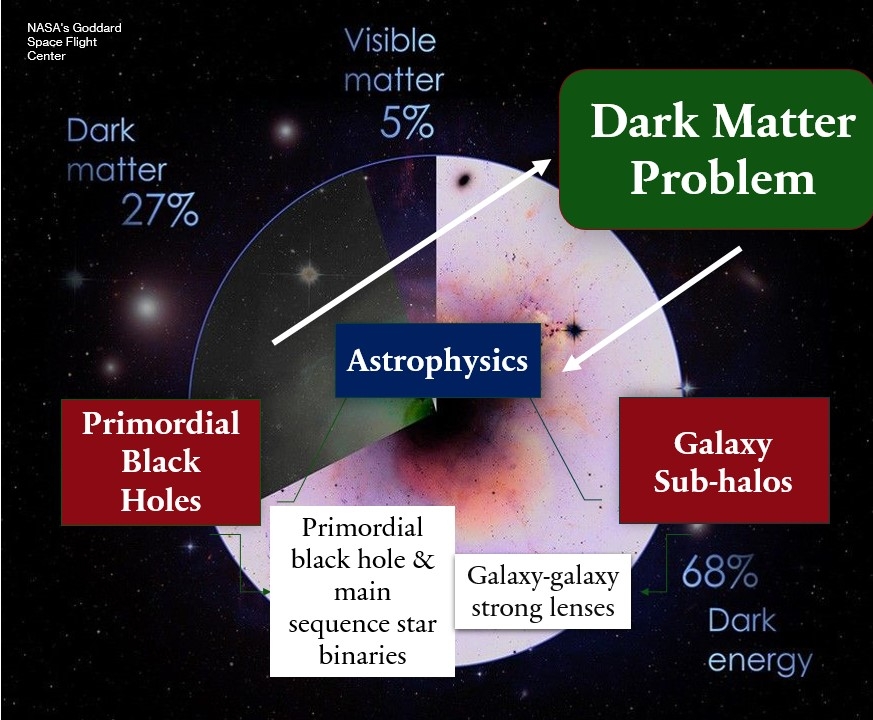 NASA's Goddard
Space Flight
Center
Visible
matter
5%
Dark
matter
27%
Dark Matter
Problem
Astrophysics
Primordial
Black
Holes
Galaxy
Sub-halos
Primordial
black hole &
main
sequence star
binaries
Galaxy-galaxy
strong lenses
68%
Dark
energy